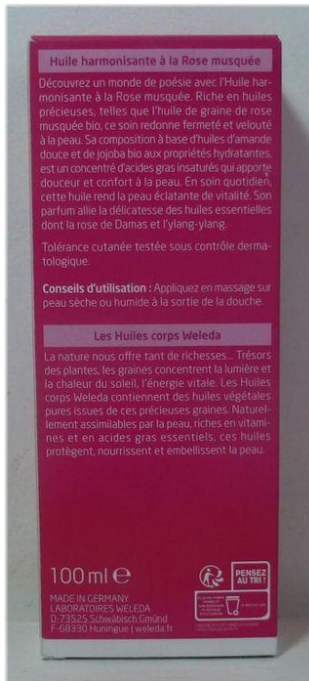 Huile harmonisante à la Rose musquée
Découvrez un monde de poésie avec l'Huile har-
monisante à la Rose musquée. Riche en huiles
précieuses, telles que l'huile de graine de rose
musquée bio, ce soin redonne fermeté et velouté
à la peau. Sa composition à base d'huiles d'amande
douce et de jojoba bio aux propriétés hydratantes,
est un concentré d'acides gras insaturés qui apporte
douceur et confort à la peau. En soin quotidien,
cette huile rend la peau éclatante de vitalité. Son
parfum allie la délicatesse des huiles essentielles
dont la rose de Damas et l'ylang-ylang.
Tolérance cutanée testée sous contrôle derma-
tologique.
Conseils d'utilisation : Appliquez en massage sur
peau sèche ou humide à la sortie de la douche.
Les Huiles corps Weleda
La nature nous offre tant de richesses... Trésors
des plantes, les graines concentrent la lumière et
la chaleur du soleil, l'énergie vitale. Les Huiles
corps Weleda contiennent des huiles végétales
pures issues de ces précieuses graines. Naturel-
lement assimilables par la peau, riches en vitami-
nes et en acides gras essentiels, ces huiles
protègent, nourrissent et embellissent la peau.
100 ml e
PENSEZ
AU TRI !
MADE IN GERMANY
LABORATOIRES WELEDA
D-73525 Schwäbisch Gmünd
F-68330 Huningue | weleda.fr